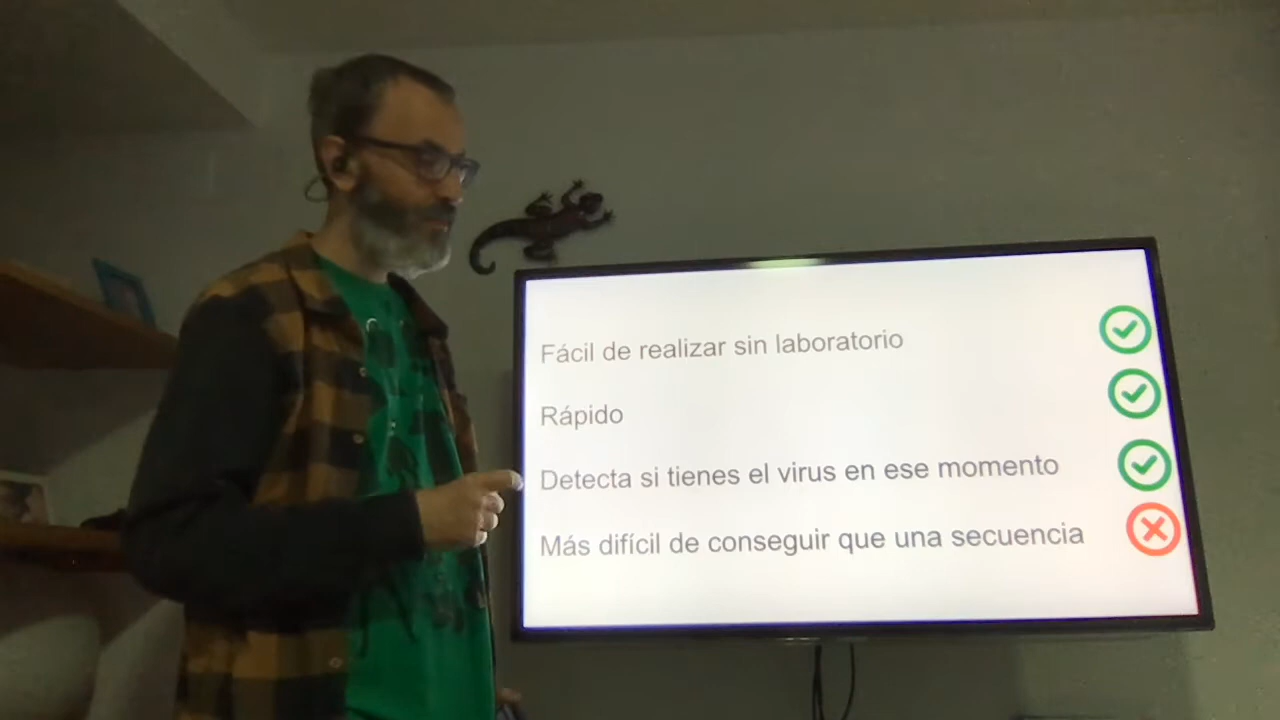 Fácil de realizar sin laboratorio
Rápido
Detecta si tienes el virus en ese momento
Más difícil de conseguir que una secuencia